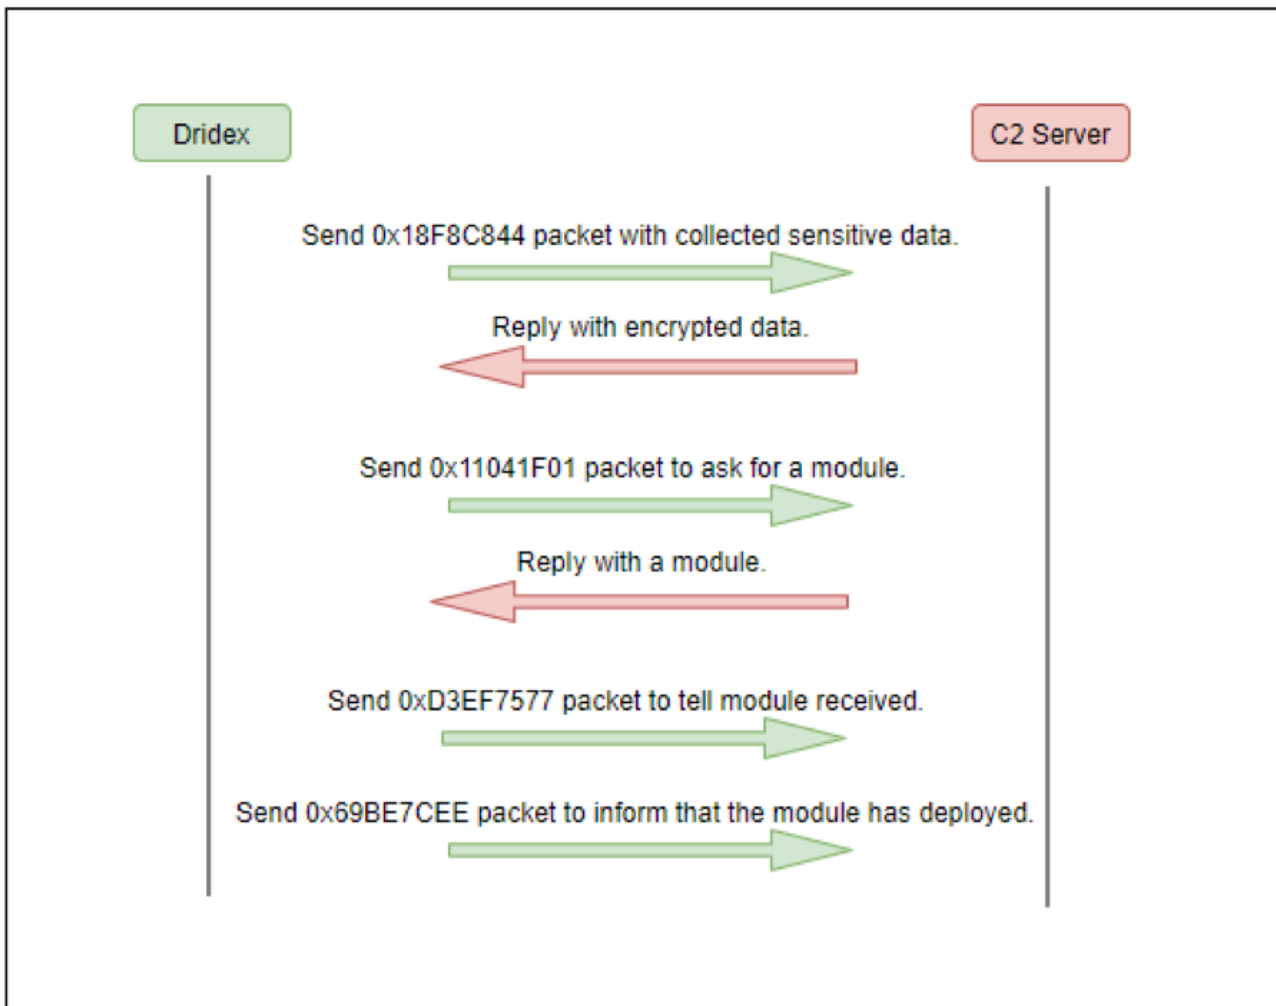 Dridex
C2 Server
Send 0x18F8C844 packet with collected sensitive data.
Reply with encrypted data.
Send 0x11041F01 packet to ask for a module.
Reply with a module.
Send 0xD3EF7577 packet to tell module received.
Send 0x69BE7CEE packet to inform that the module has deployed.